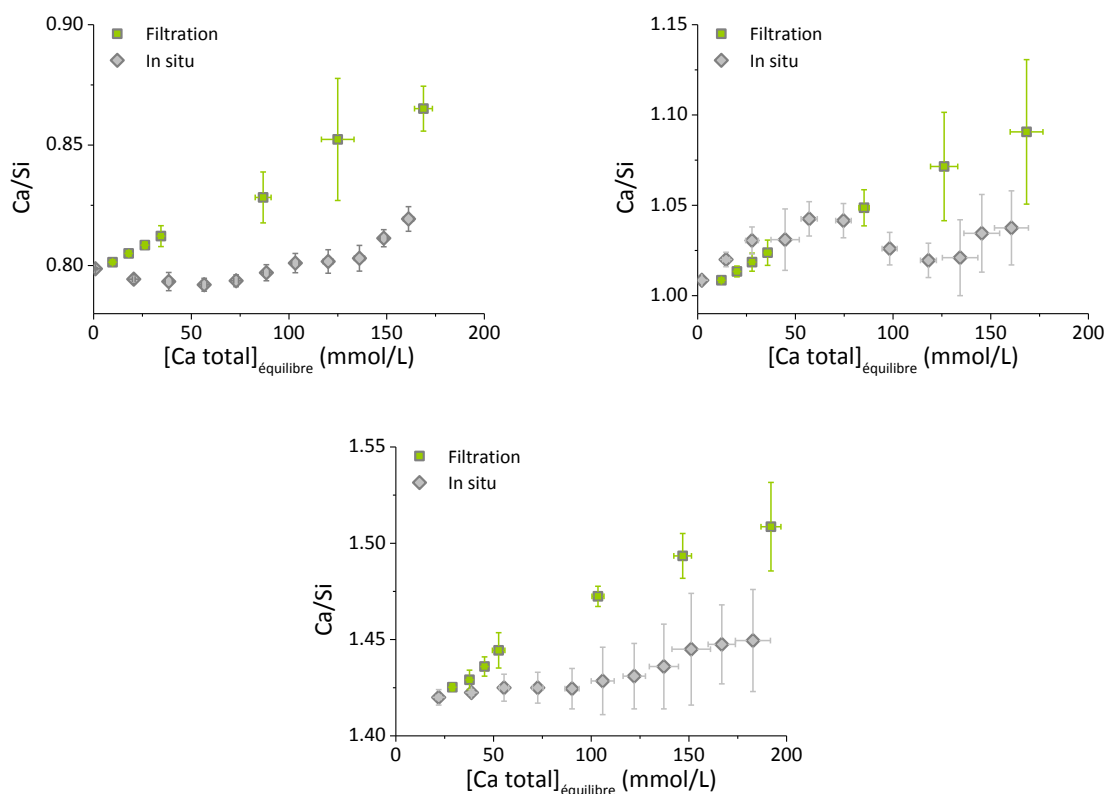 0.90
Filtration
In situ
0.85
Ca/Si
0.80
0 50 100 150 200
[Ca total]équilibre (mmol/L)
1.15
Filtration
In situ
1.10
Ca/Si
1.05
1.00
0 50 100 150 200
[Ca total]équilibre (mmol/L)
1.55
Filtration
In situ
1.50
Ca/Si
1.45
1.40
0 50 100 150 200
[Ca total]équilibre (mmol/L)